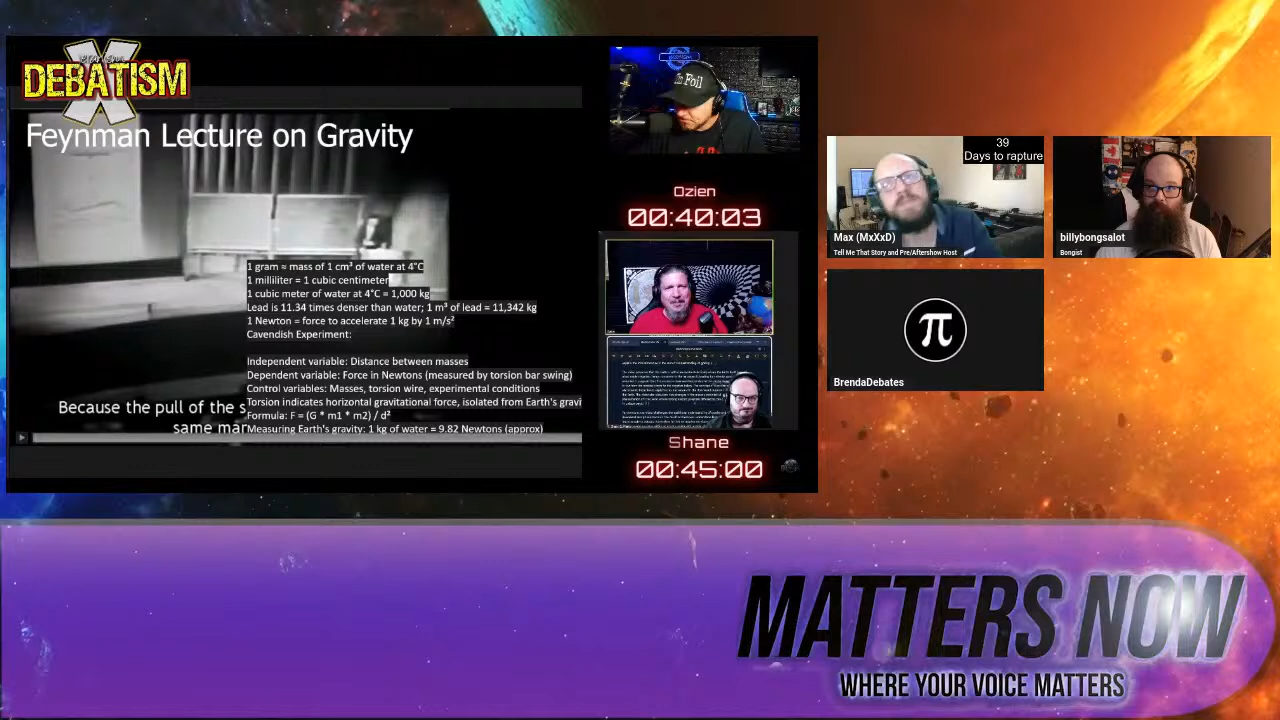 DEBATISM
Feynman Lecture on Gravity
1 gram ≈ mass of 1 cm³ of water at 4°C
1 milliliter = 1 cubic centimeter
1 cubic meter of water at 4°C = 1,000 kg
Lead is 11.34 times denser than water; 1 m³ of lead = 11,342 kg
1 Newton = force to accelerate 1 kg by 1 m/s²
Cavendish Experiment:
Independent variable: Distance between masses
Dependent variable: Force in Newtons (measured by torsion bar swing)
Control variables: Masses, torsion wire, experimental conditions
Torsion indicates horizontal gravitational force, isolated from Earth's gravi
Formula: F = (G * m1 * m2) / d²
Measuring Earth's gravity: 1 kg of water = 9.82 Newtons (approx)
Because the pull of the s
same mar
Foil
Ozien
00:40:03
Shane
00:45:00
39
Days to rapture
Max (MxXxD)
Tell Me That Story and Pre/Aftershow Host
billybongsalot
Bongist
π
BrendaDebates
MATTERS NOW
WHERE YOUR VOICE MATTERS